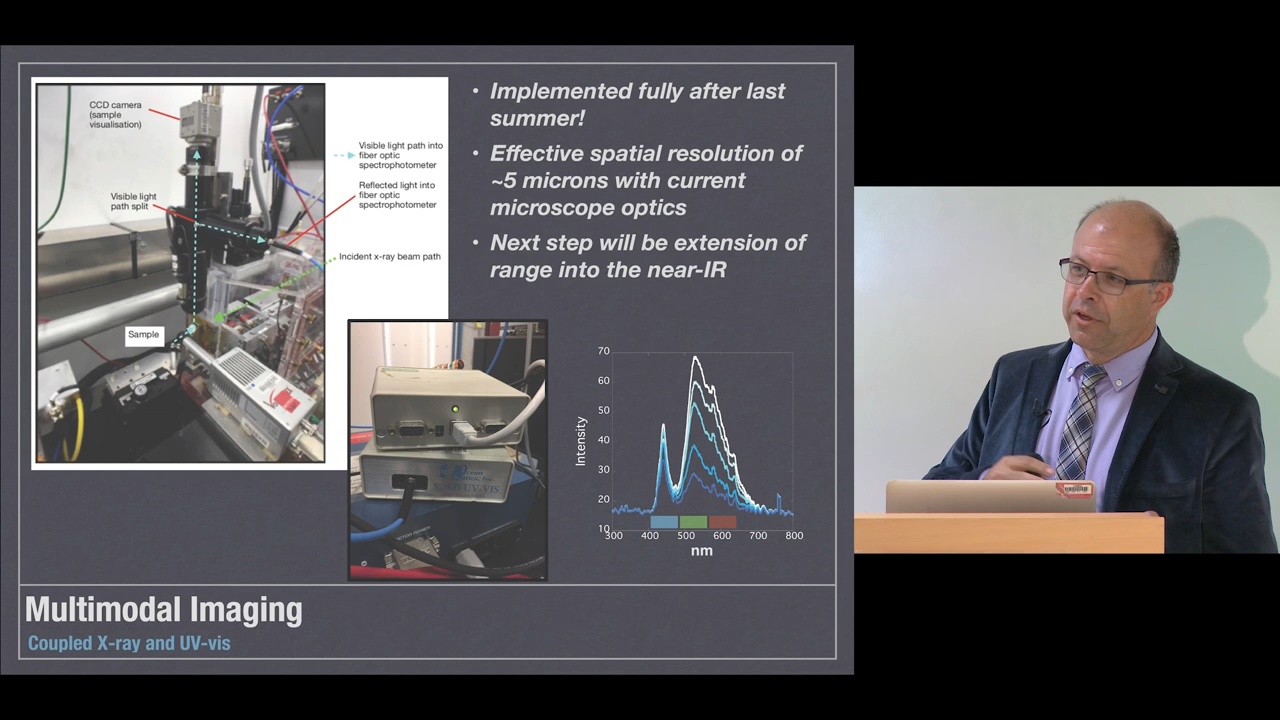 CCD camera
(sample
visualisation)
Visible light path into
fiber optic
spectrophotometer
Visible light
path split
Reflected light into
fiber optic
spectrophotometer
Incident x-ray beam path
Sample
• Implemented fully after last
summer!
• Effective spatial resolution of
~5 microns with current
microscope optics
• Next step will be extension of
range into the near-IR
UV-VIS
Intensity
70
60
50
40
30
20
10
300 400 500 600 700 800
nm
Multimodal Imaging
Coupled X-ray and UV-vis